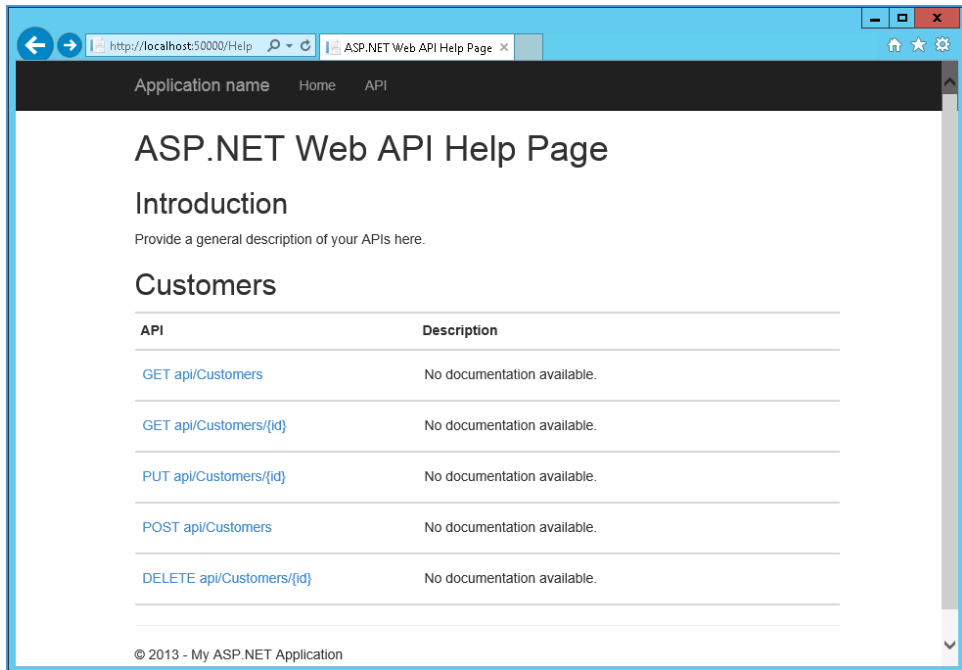 http://localhost:50000/Help
ASP.NET Web API Help Page
Application name Home API
ASP.NET Web API Help Page
Introduction
Provide a general description of your APIs here.
Customers
API Description
GET api/Customers No documentation available.
GET api/Customers/{id} No documentation available.
PUT api/Customers/{id} No documentation available.
POST api/Customers No documentation available.
DELETE api/Customers/{id} No documentation available.
© 2013 - My ASP.NET Application